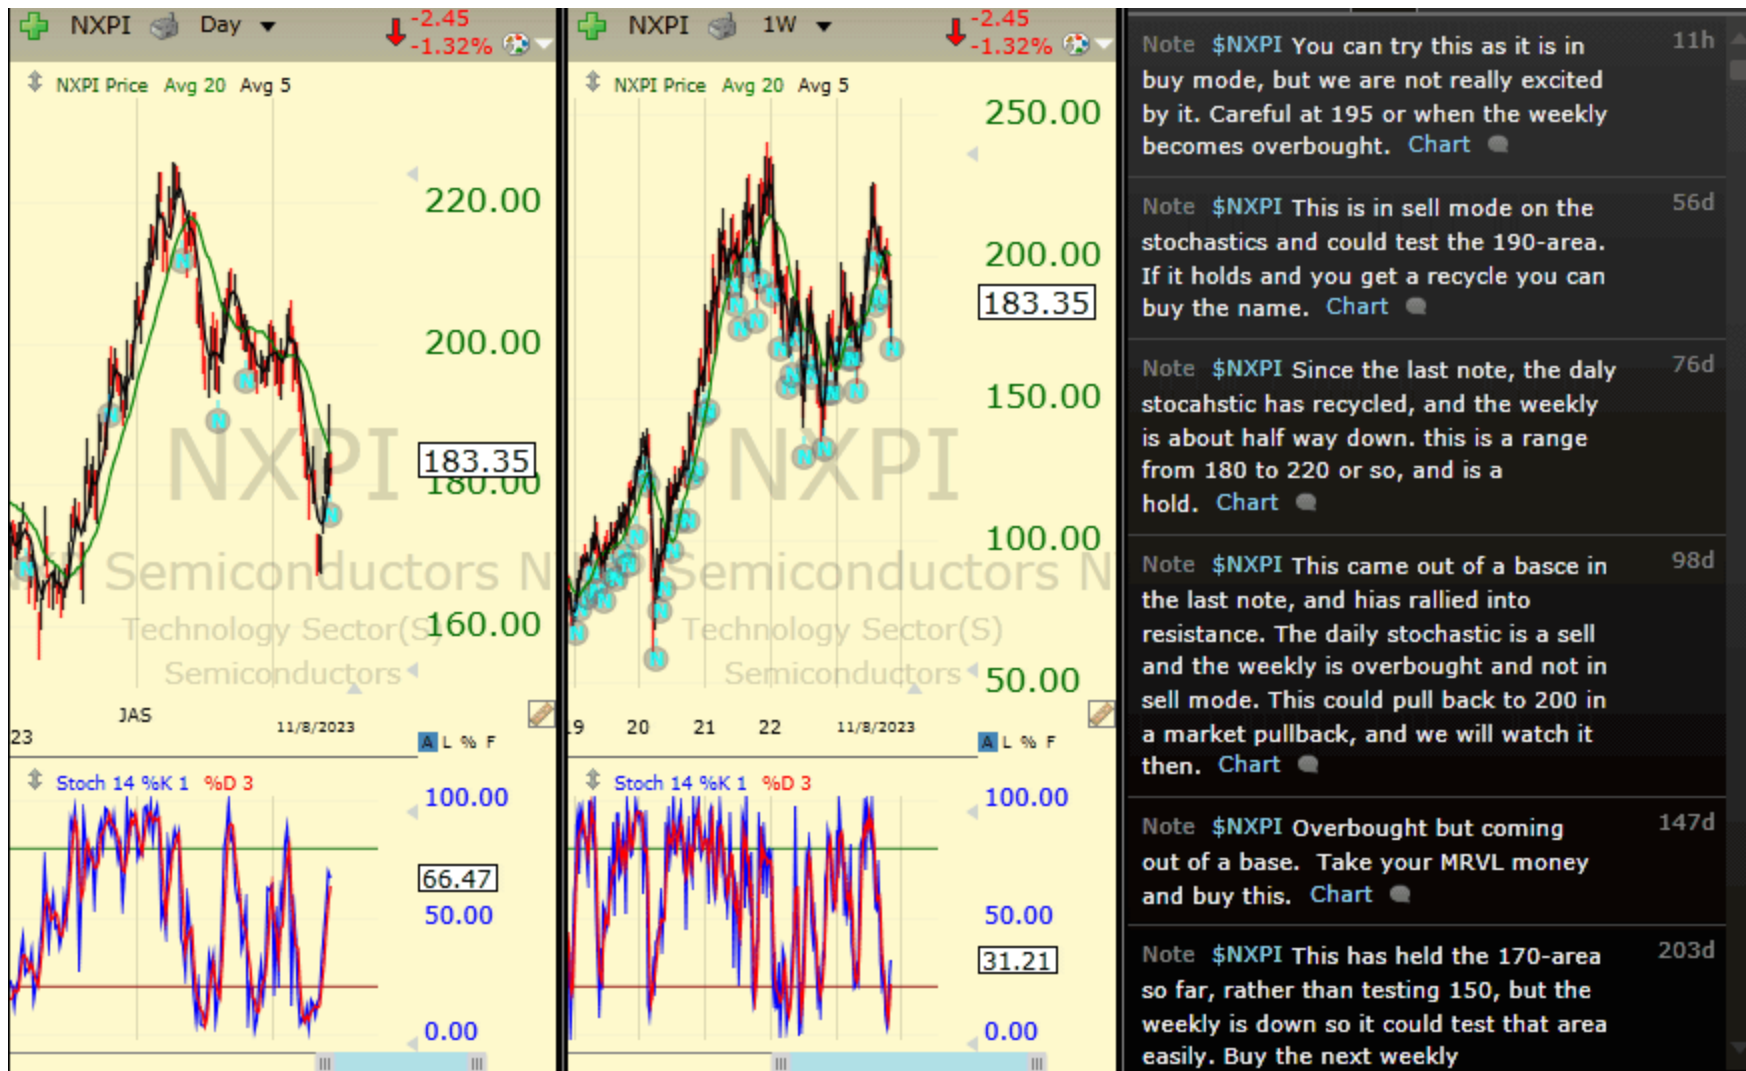 NXPI Day
-2.45
-1.32%
NXPI Price Avg 20 Avg 5
220.00
200.00
183.35
180.00
160.00
NXPI
Semiconductors N
Technology Sector(S)
Semiconductors
JAS
23
11/8/2023
A L % F
Stoch 14 %K 1 %D 3
100.00
66.47
50.00
0.00
NXPI 1W
-2.45
-1.32%
NXPI Price Avg 20 Avg 5
250.00
200.00
183.35
150.00
100.00
50.00
NXPI
Semiconductors N
Technology Sector(S)
Semiconductors
19 20 21 22 11/8/2023
A L % F
Stoch 14 %K 1 %D 3
100.00
50.00
31.21
0.00
Note $NXPI You can try this as it is in 11h
buy mode, but we are not really excited
by it. Careful at 195 or when the weekly
becomes overbought. Chart
Note $NXPI This is in sell mode on the 56d
stochastics and could test the 190-area.
If it holds and you get a recycle you can
buy the name. Chart
Note $NXPI Since the last note, the daly 76d
stocahstic has recycled, and the weekly
is about half way down. this is a range
from 180 to 220 or so, and is a
hold. Chart
Note $NXPI This came out of a basce in 98d
the last note, and hias rallied into
resistance. The daily stochastic is a sell
and the weekly is overbought and not in
sell mode. This could pull back to 200 in
a market pullback, and we will watch it
then. Chart
Note $NXPI Overbought but coming 147d
out of a base. Take your MRVL money
and buy this. Chart
Note $NXPI This has held the 170-area 203d
so far, rather than testing 150, but the
weekly is down so it could test that area
easily. Buy the next weekly